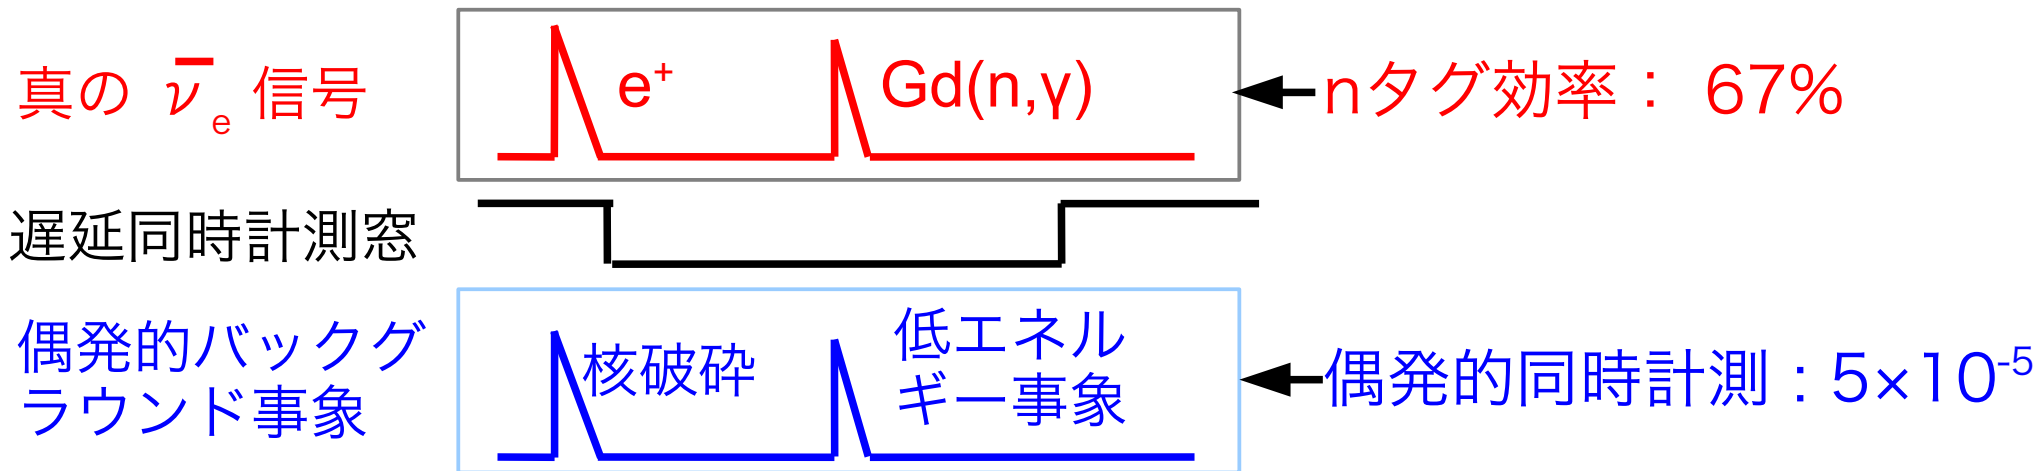 真の ν̅e 信号
e⁺
Gd(n,γ)
nタグ効率： 67%
遅延同時計測窓
偶発的バックグ
ラウンド事象
核破砕
低エネル
ギー事象
偶発的同時計測：5×10⁻⁵